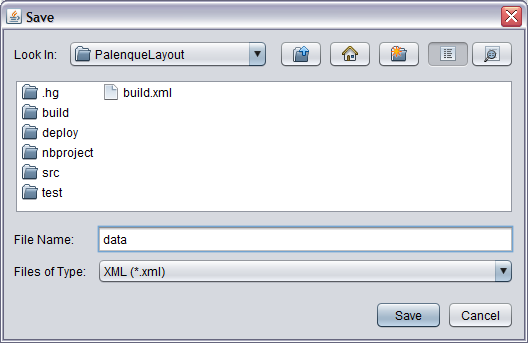 Save
Look In: PalenqueLayout
.hg build.xml
build
deploy
nbproject
src
test
File Name: data
Files of Type: XML (*.xml)
Save Cancel